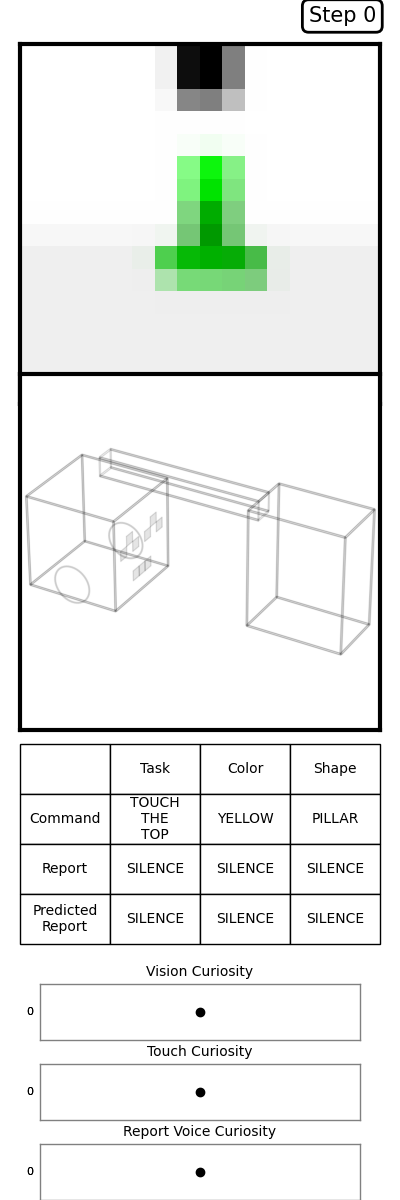 Step 0
Task Color Shape
Command TOUCH THE TOP YELLOW PILLAR
Report SILENCE SILENCE SILENCE
Predicted Report SILENCE SILENCE SILENCE
Vision Curiosity
0
Touch Curiosity
0
Report Voice Curiosity
0